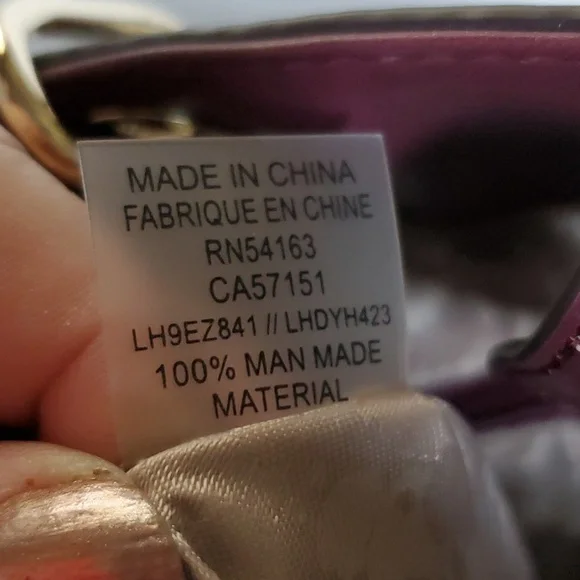 MADE IN CHINA
FABRIQUE EN CHINE
RN54163
CA57151
LH9EZ841 // LHDYH423
100% MAN MADE
MATERIAL